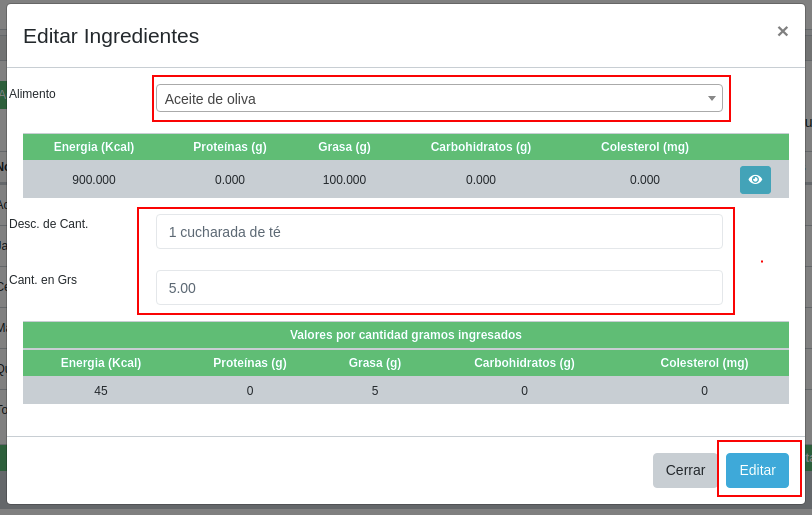 Editar Ingredientes ×
Alimento Aceite de oliva
Energía (Kcal) Proteínas (g) Grasa (g) Carbohidratos (g) Colesterol (mg)
900.000 0.000 100.000 0.000 0.000
Desc. de Cant. 1 cucharada de té
Cant. en Grs 5.00
Valores por cantidad gramos ingresados
Energía (Kcal) Proteínas (g) Grasa (g) Carbohidratos (g) Colesterol (mg)
45 0 5 0 0
Cerrar Editar